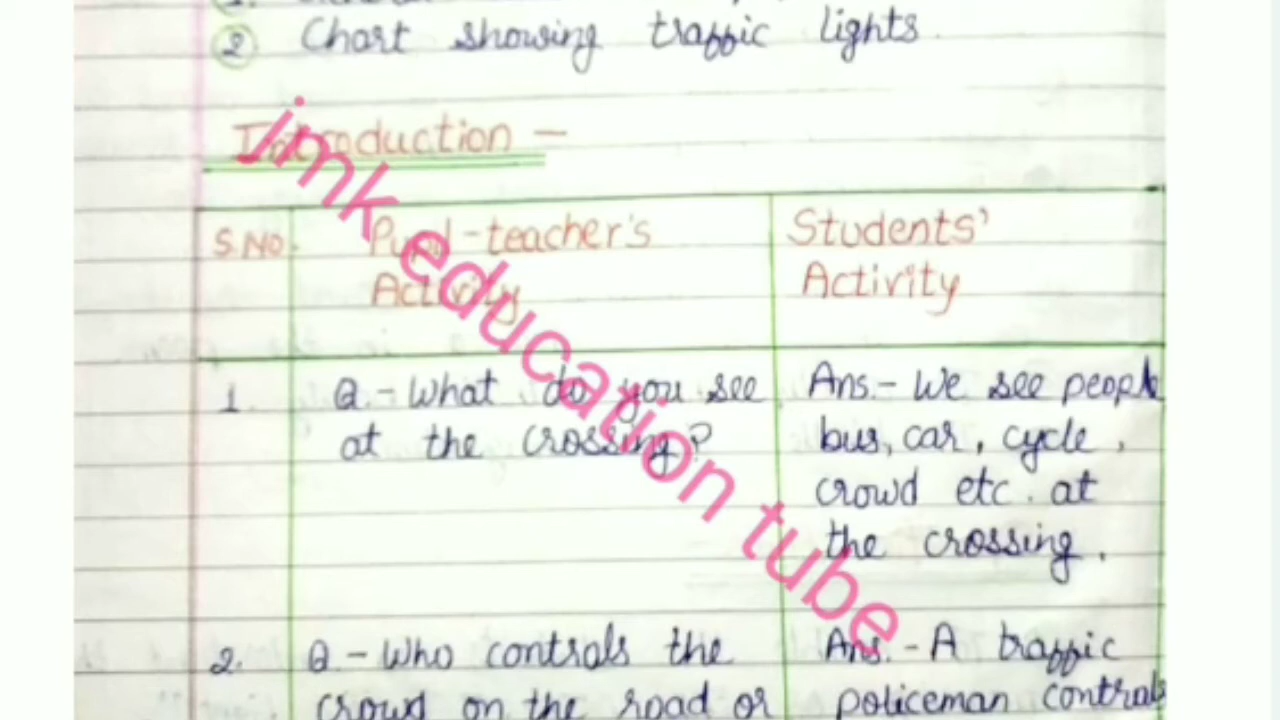 ② Chart showing traffic lights.
Introduction -
S.No. Pupil-teacher's Activity Students' Activity
1. Q.- What do you see at the crossing? Ans.- We see people bus, car, cycle, crowd etc. at the crossing.
2. Q.- Who controls the crowd on the road or Ans.- A traffic policeman controls
jmk education tube